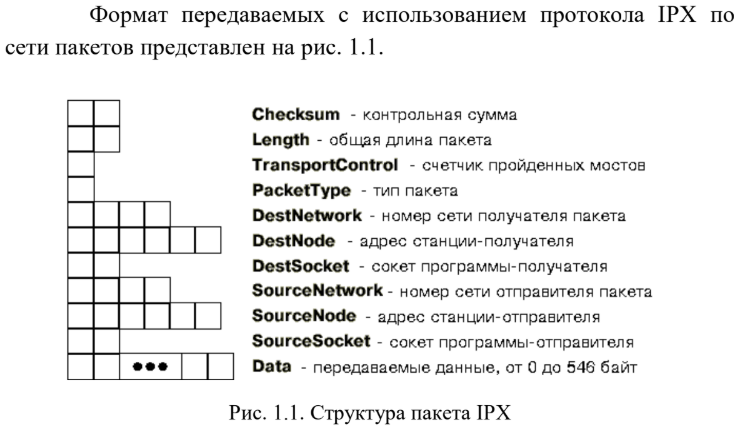 Формат передаваемых с использованием протокола IPX по
сети пакетов представлен на рис. 1.1.
Checksum - контрольная сумма
Length - общая длина пакета
TransportControl - счетчик пройденных мостов
PacketType - тип пакета
DestNetwork - номер сети получателя пакета
DestNode - адрес станции-получателя
DestSocket - сокет программы-получателя
SourceNetwork - номер сети отправителя пакета
SourceNode - адрес станции-отправителя
SourceSocket - сокет программы-отправителя
Data - передаваемые данные, от 0 до 546 байт
Рис. 1.1. Структура пакета IPX